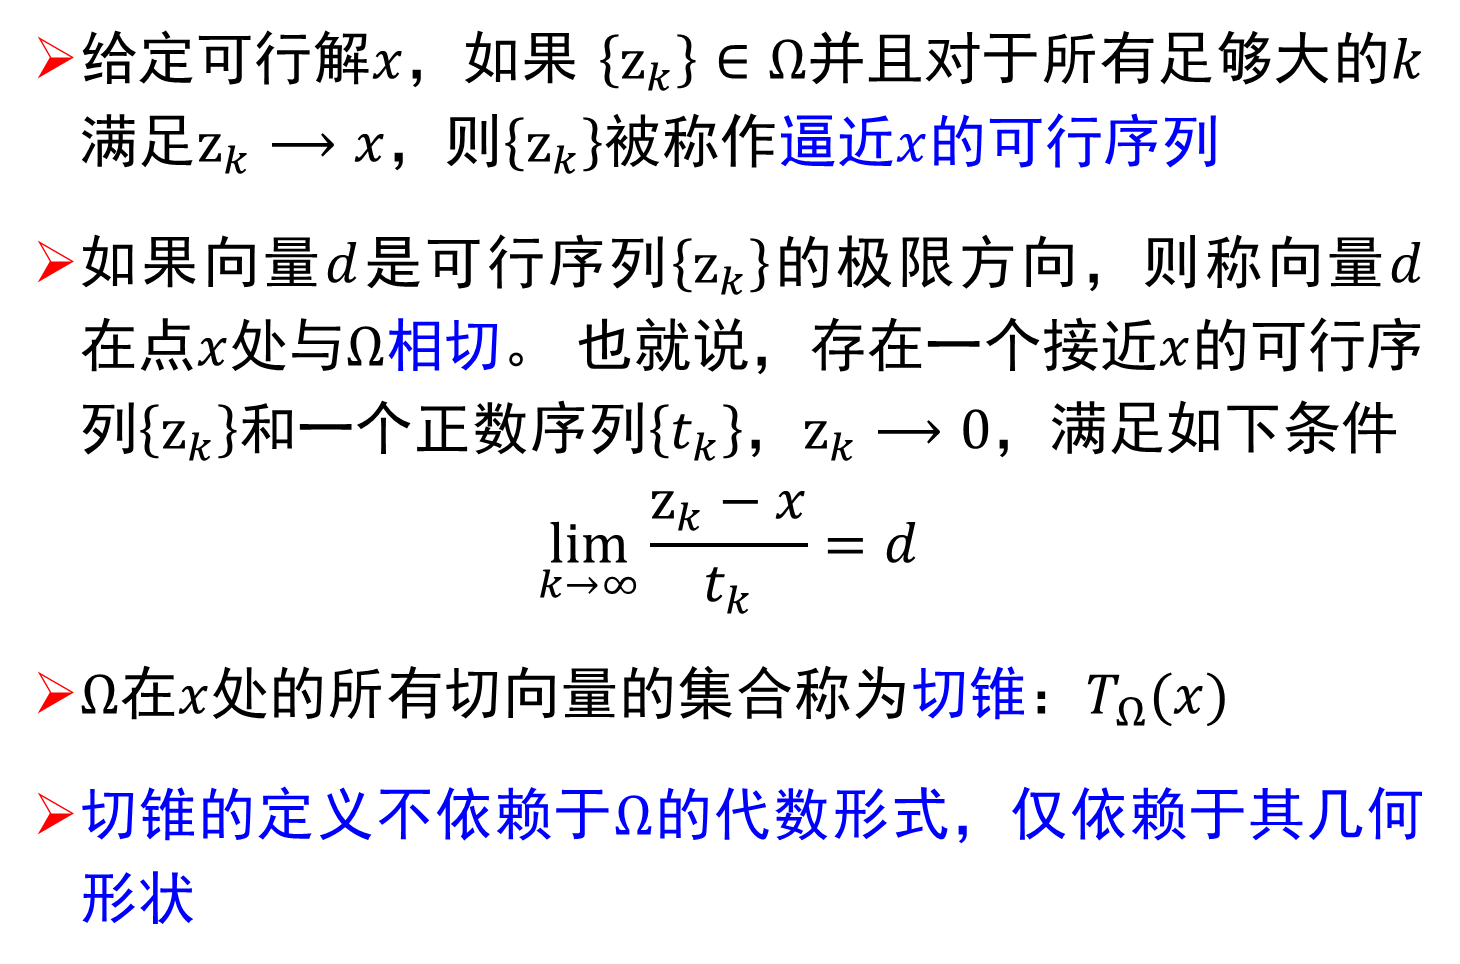 ➢给定可行解x，如果 {z_k} ∈ Ω并且对于所有足够大的k
满足z_k ⟶ x，则{z_k}被称作逼近x的可行序列
➢如果向量d是可行序列{z_k}的极限方向，则称向量d
在点x处与Ω相切。 也就说，存在一个接近x的可行序
列{z_k}和一个正数序列{t_k}，z_k ⟶ 0，满足如下条件
lim_{k→∞} (z_k − x)/t_k = d
➢Ω在x处的所有切向量的集合称为切锥：T_Ω(x)
➢切锥的定义不依赖于Ω的代数形式，仅依赖于其几何
形状